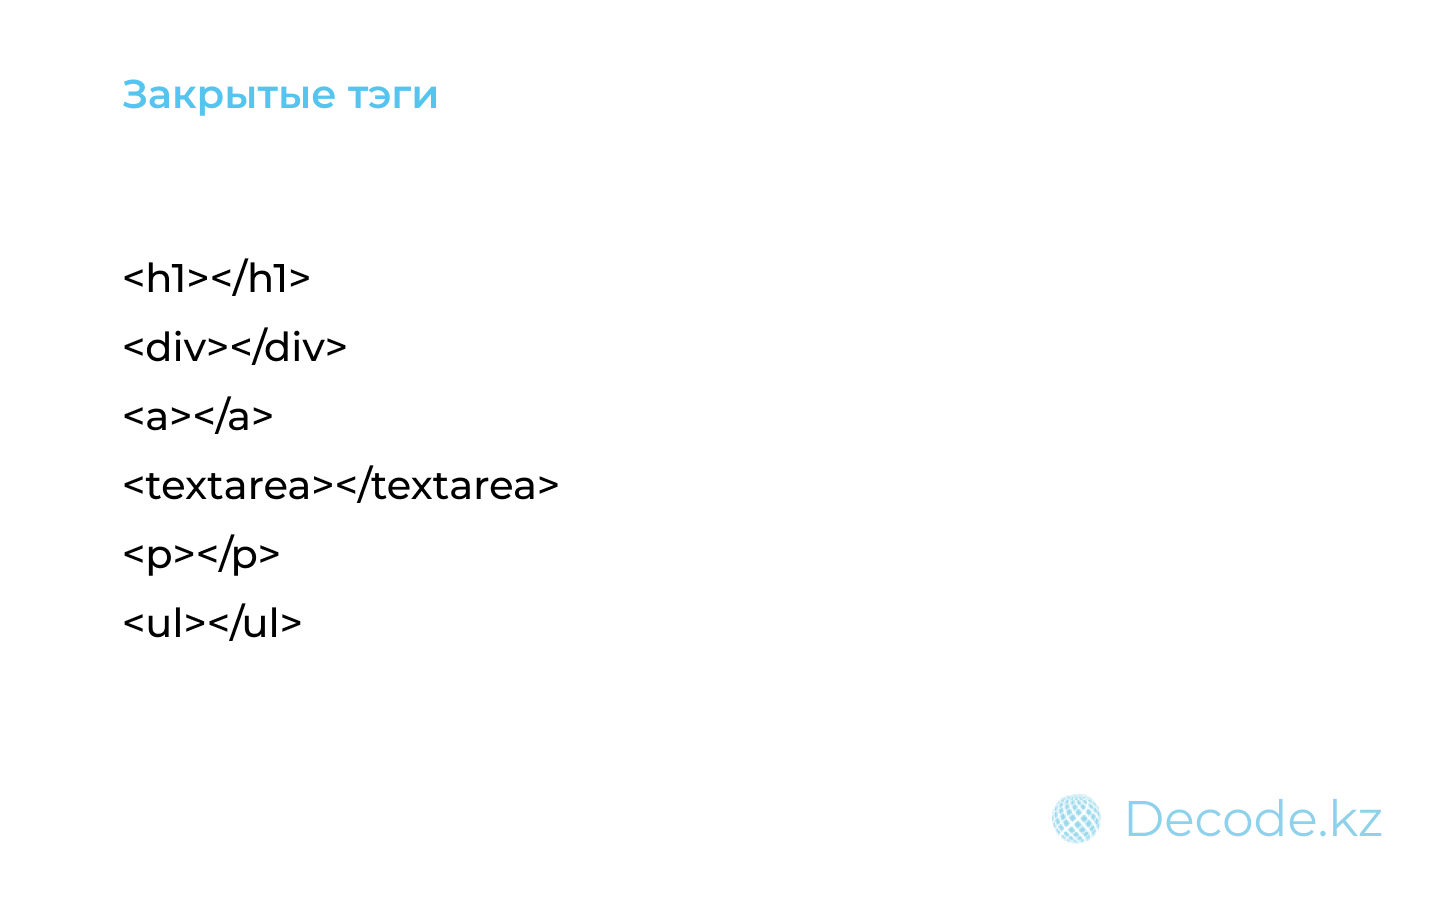 Закрытые тэги
<h1></h1>
<div></div>
<a></a>
<textarea></textarea>
<p></p>
<ul></ul>
Decode.kz